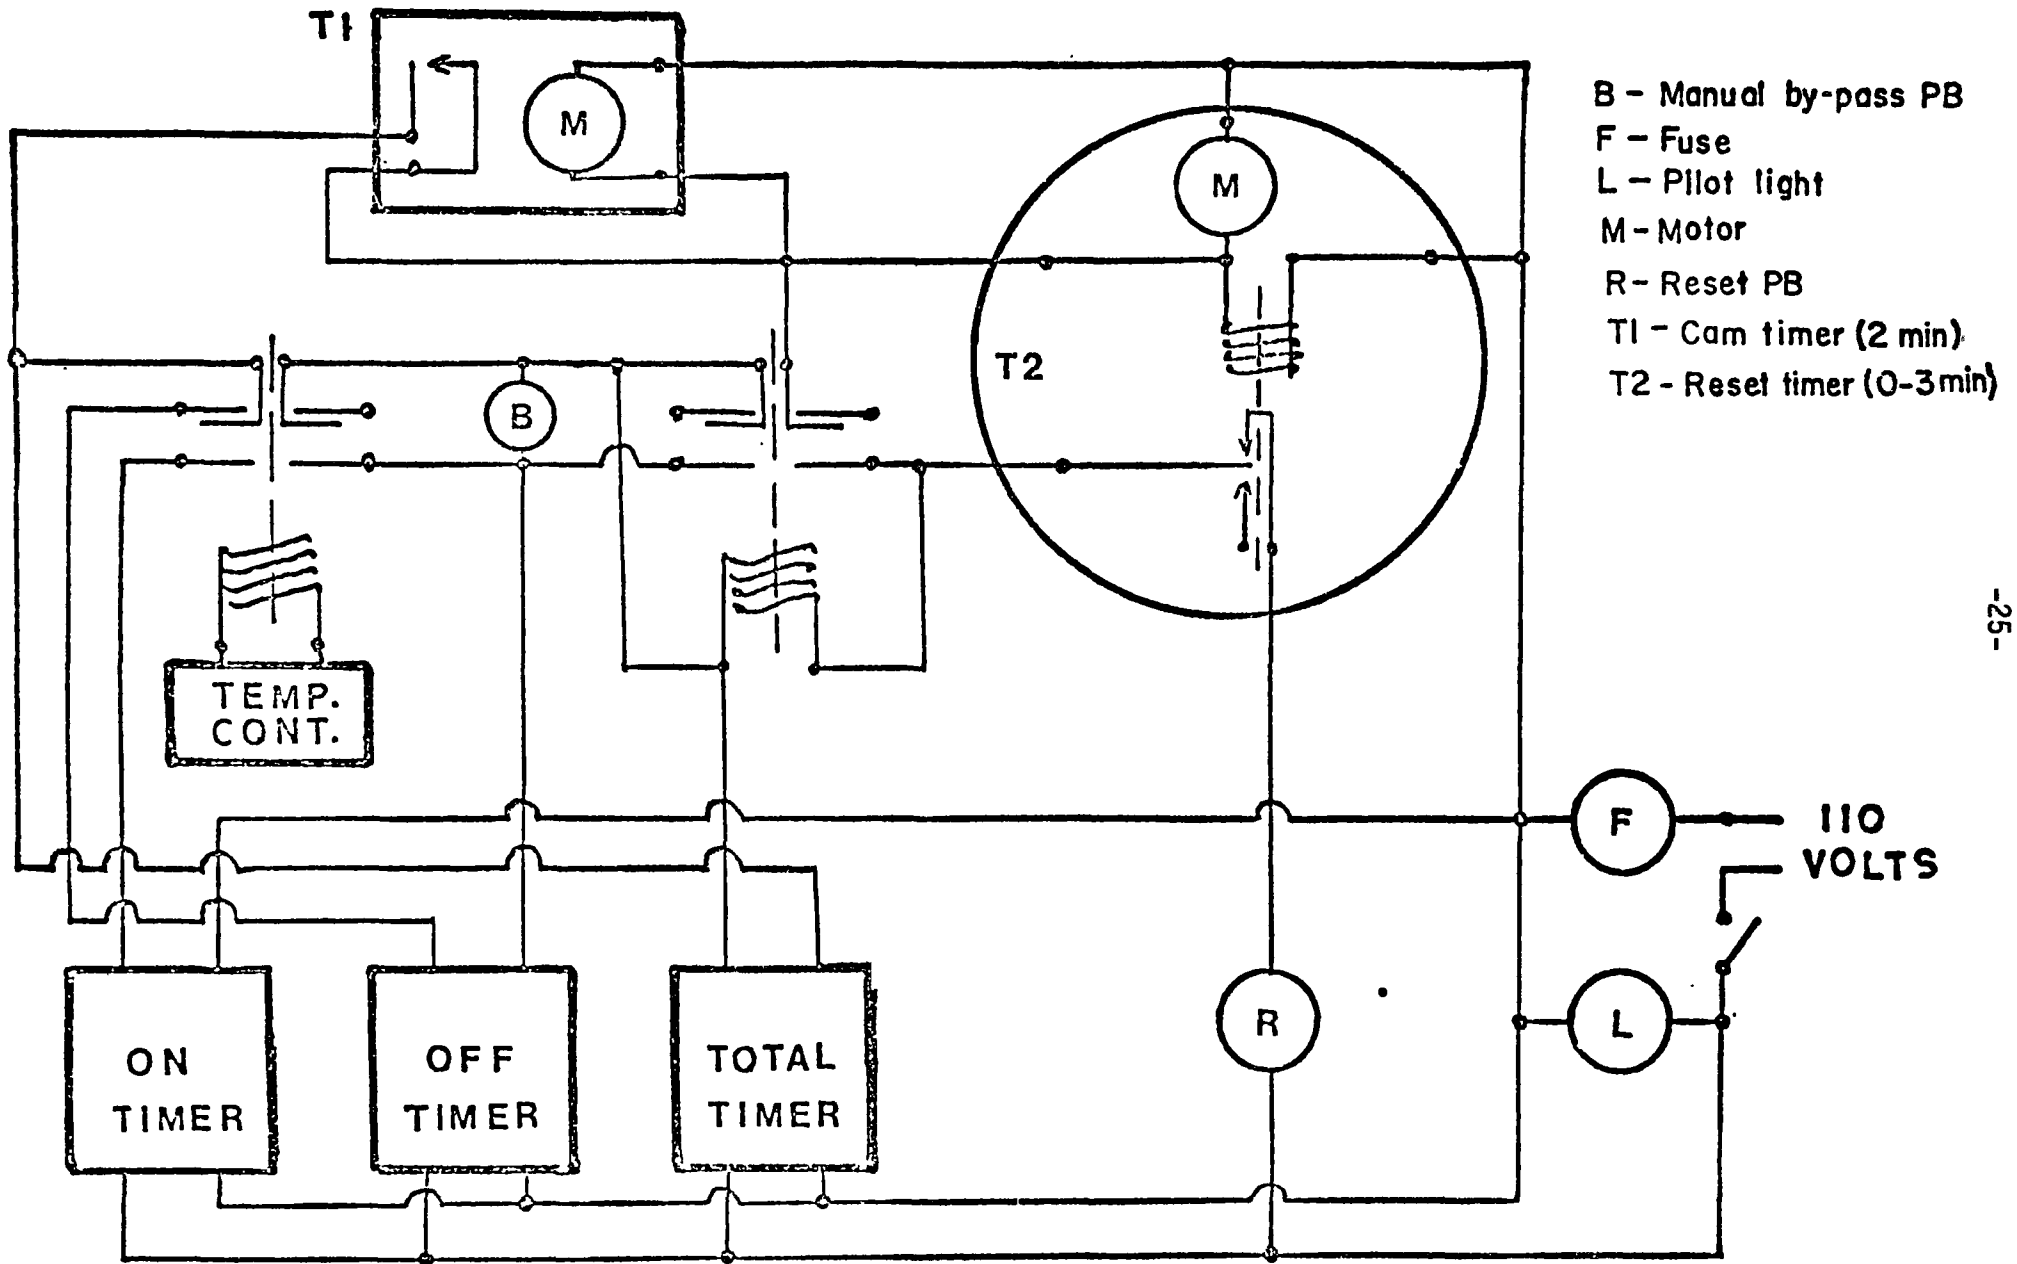 T1
M
B - Manual by-pass PB
F - Fuse
L - Pilot light
M - Motor
R - Reset PB
T1 - Cam timer (2 min)
T2 - Reset timer (0-3 min)
M
T2
B
-25-
TEMP.
CONT.
F
110
VOLTS
R
L
ON
TIMER
OFF
TIMER
TOTAL
TIMER